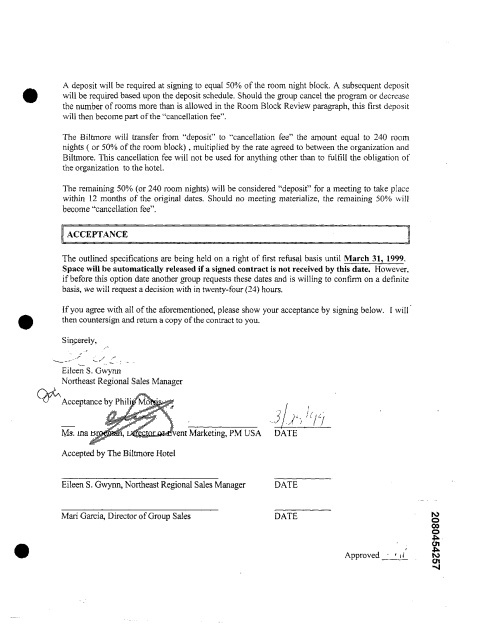 A deposit will be required at signing to equal 50% of the room night block. A subsequent deposit
will be required based upon the deposit schedule. Should the group cancel the program or decrease
the number of rooms more than is allowed in the Room Block Review paragraph, this first deposit
will then become part of the “cancellation fee”.
The Biltmore will transfer from “deposit” to “cancellation fee” the amount equal to 240 room
nights ( or 50% of the room block) , multiplied by the rate agreed to between the organization and
Biltmore. This cancellation fee will not be used for anything other than to fulfill the obligation of
the organization to the hotel.
The remaining 50% (or 240 room nights) will be considered “deposit” for a meeting to take place
within 12 months of the original dates. Should no meeting materialize, the remaining 50% will
become “cancellation fee”.
ACCEPTANCE
The outlined specifications are being held on a right of first refusal basis until March 31, 1999.
Space will be automatically released if a signed contract is not received by this date. However,
if before this option date another group requests these dates and is willing to confirm on a definite
basis, we will request a decision with in twenty-four (24) hours.
If you agree with all of the aforementioned, please show your acceptance by signing below. I will
then countersign and return a copy of the contract to you.
Sincerely,
Eileen S. Gwynn
Northeast Regional Sales Manager
Acceptance by Philip Morris
Ms. Ina Director of Event Marketing, PM USA DATE
Accepted by The Biltmore Hotel
Eileen S. Gwynn, Northeast Regional Sales Manager DATE
Mari Garcia, Director of Group Sales DATE
Approved
2080454257